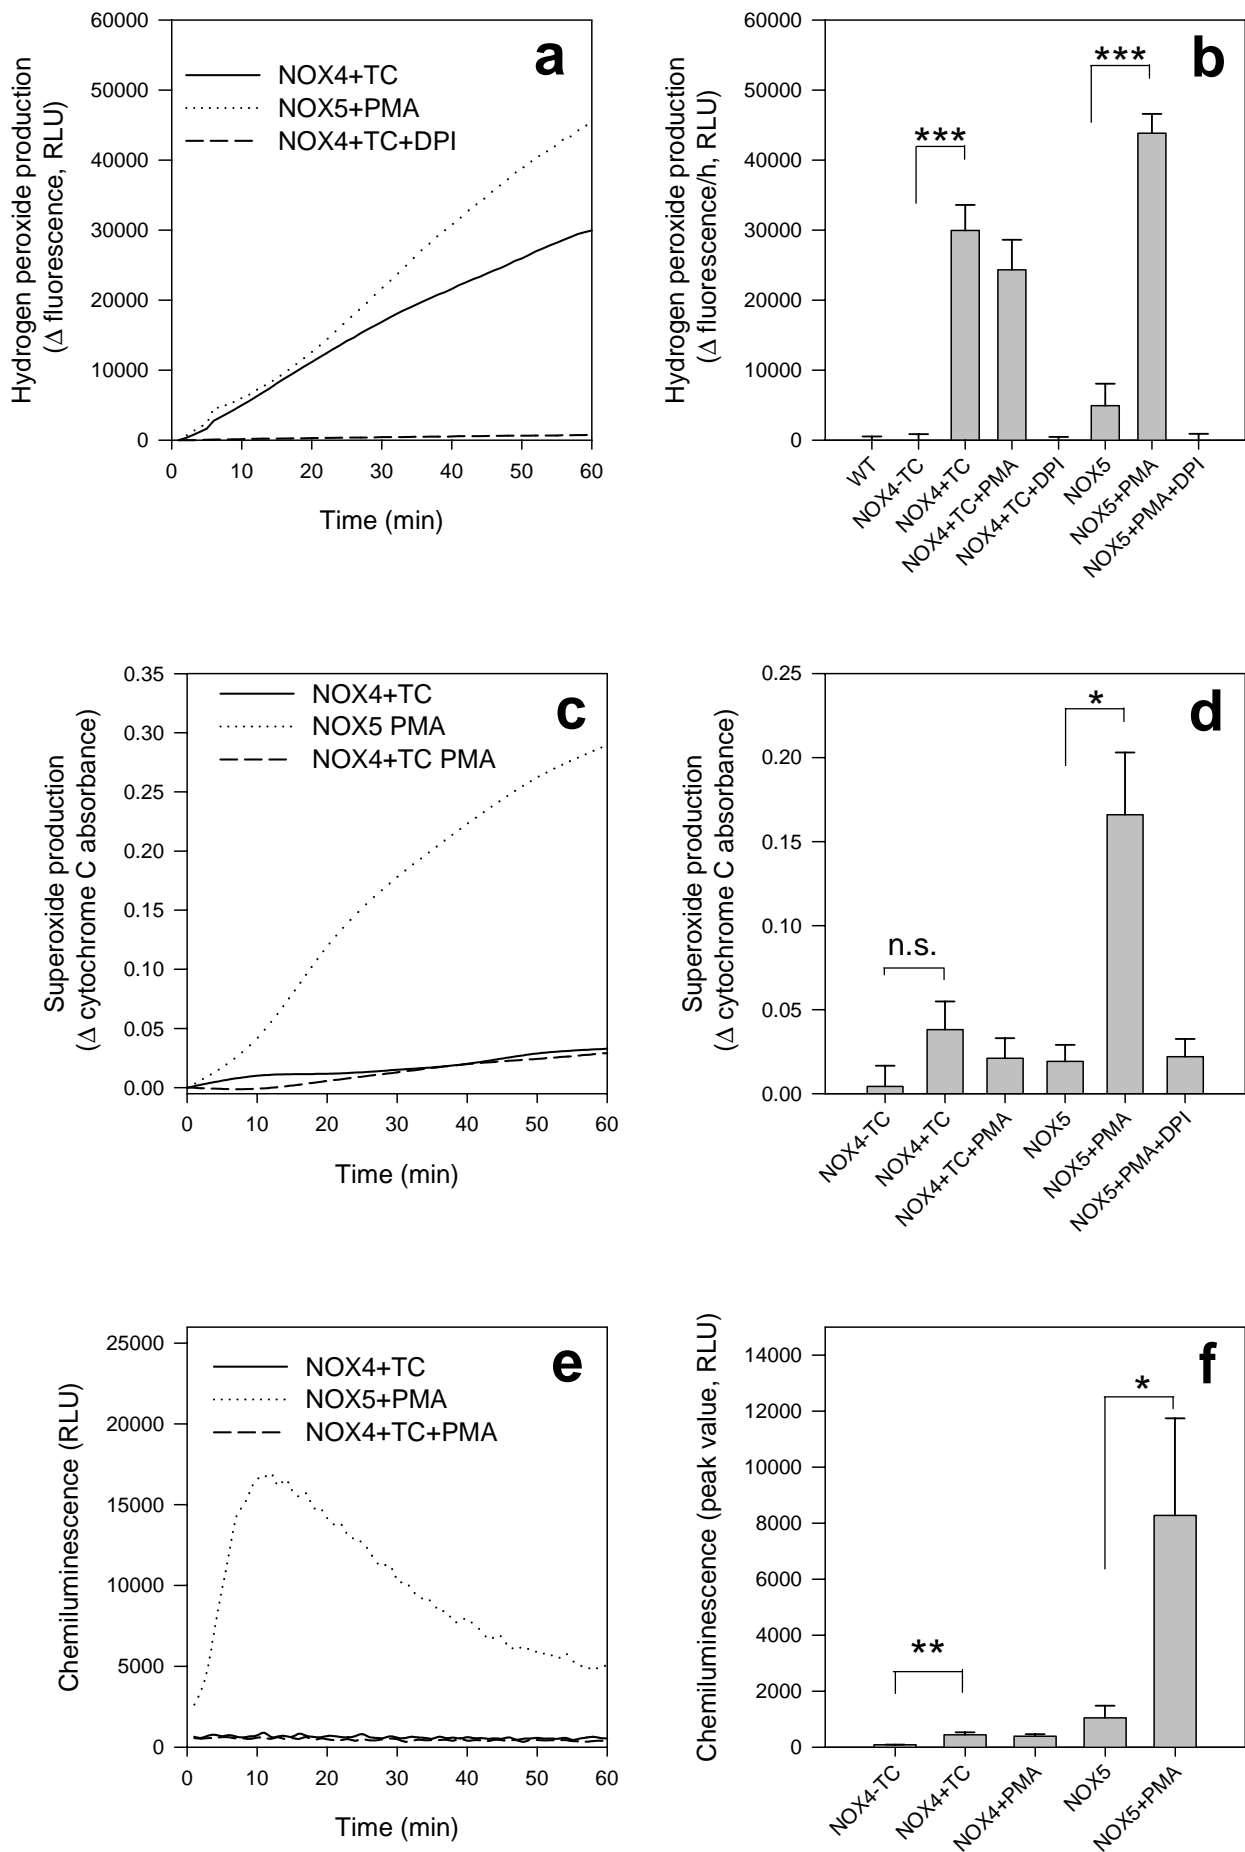 a
Hydrogen peroxide production
(Δ fluorescence, RLU)
60000
50000
40000
30000
20000
10000
0
NOX4+TC
NOX5+PMA
NOX4+TC+DPI
0 10 20 30 40 50 60
Time (min)
b
Hydrogen peroxide production
(Δ fluorescence/h, RLU)
60000
50000
40000
30000
20000
10000
0
***
***
WT
NOX4-TC
NOX4+TC
NOX4+TC+PMA
NOX4+TC+DPI
NOX5
NOX5+PMA
NOX5+PMA+DPI
c
Superoxide production
(Δ cytochrome C absorbance)
0.35
0.30
0.25
0.20
0.15
0.10
0.05
0.00
NOX4+TC
NOX5 PMA
NOX4+TC PMA
0 10 20 30 40 50 60
Time (min)
d
Superoxide production
(Δ cytochrome C absorbance)
0.25
0.20
0.15
0.10
0.05
0.00
n.s.
*
NOX4-TC
NOX4+TC
NOX4+TC+PMA
NOX5
NOX5+PMA
NOX5+PMA+DPI
e
Chemiluminescence (RLU)
25000
20000
15000
10000
5000
0
NOX4+TC
NOX5+PMA
NOX4+TC+PMA
0 10 20 30 40 50 60
Time (min)
f
Chemiluminescence (peak value, RLU)
14000
12000
10000
8000
6000
4000
2000
0
**
*
NOX4-TC
NOX4+TC
NOX4+PMA
NOX5
NOX5+PMA